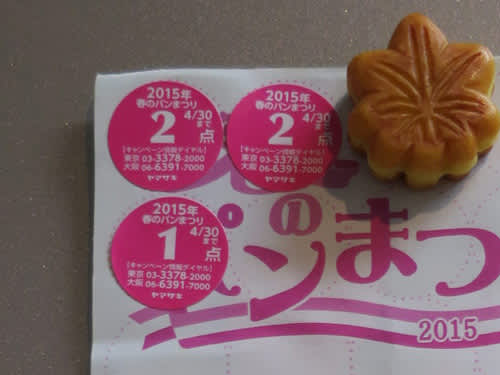 2015年
春のパンまつり
2点
4/30まで
[キャンペーン情報ダイヤル]
東京 03-3378-2000
大阪 06-6391-7000
ヤマザキ
2015年
春のパンまつり
2点
4/30まで
[キャンペーン情報ダイヤル]
東京 03-3378-2000
大阪 06-6391-7000
ヤマザキ
2015年
春のパンまつり
1点
4/30まで
[キャンペーン情報ダイヤル]
東京 03-3378-2000
大阪 06-6391-7000
ヤマザキ
の
パンまつ
2015